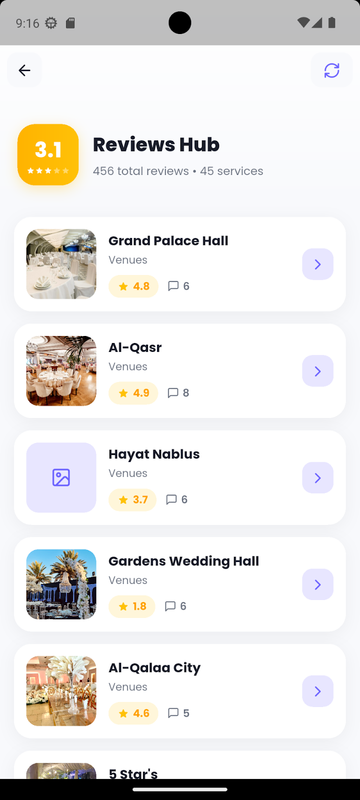 9:16
3.1
Reviews Hub
456 total reviews • 45 services
Grand Palace Hall
Venues
4.8 6
Al-Qasr
Venues
4.9 8
Hayat Nablus
Venues
3.7 6
Gardens Wedding Hall
Venues
1.8 6
Al-Qalaa City
Venues
4.6 5
5 Star's